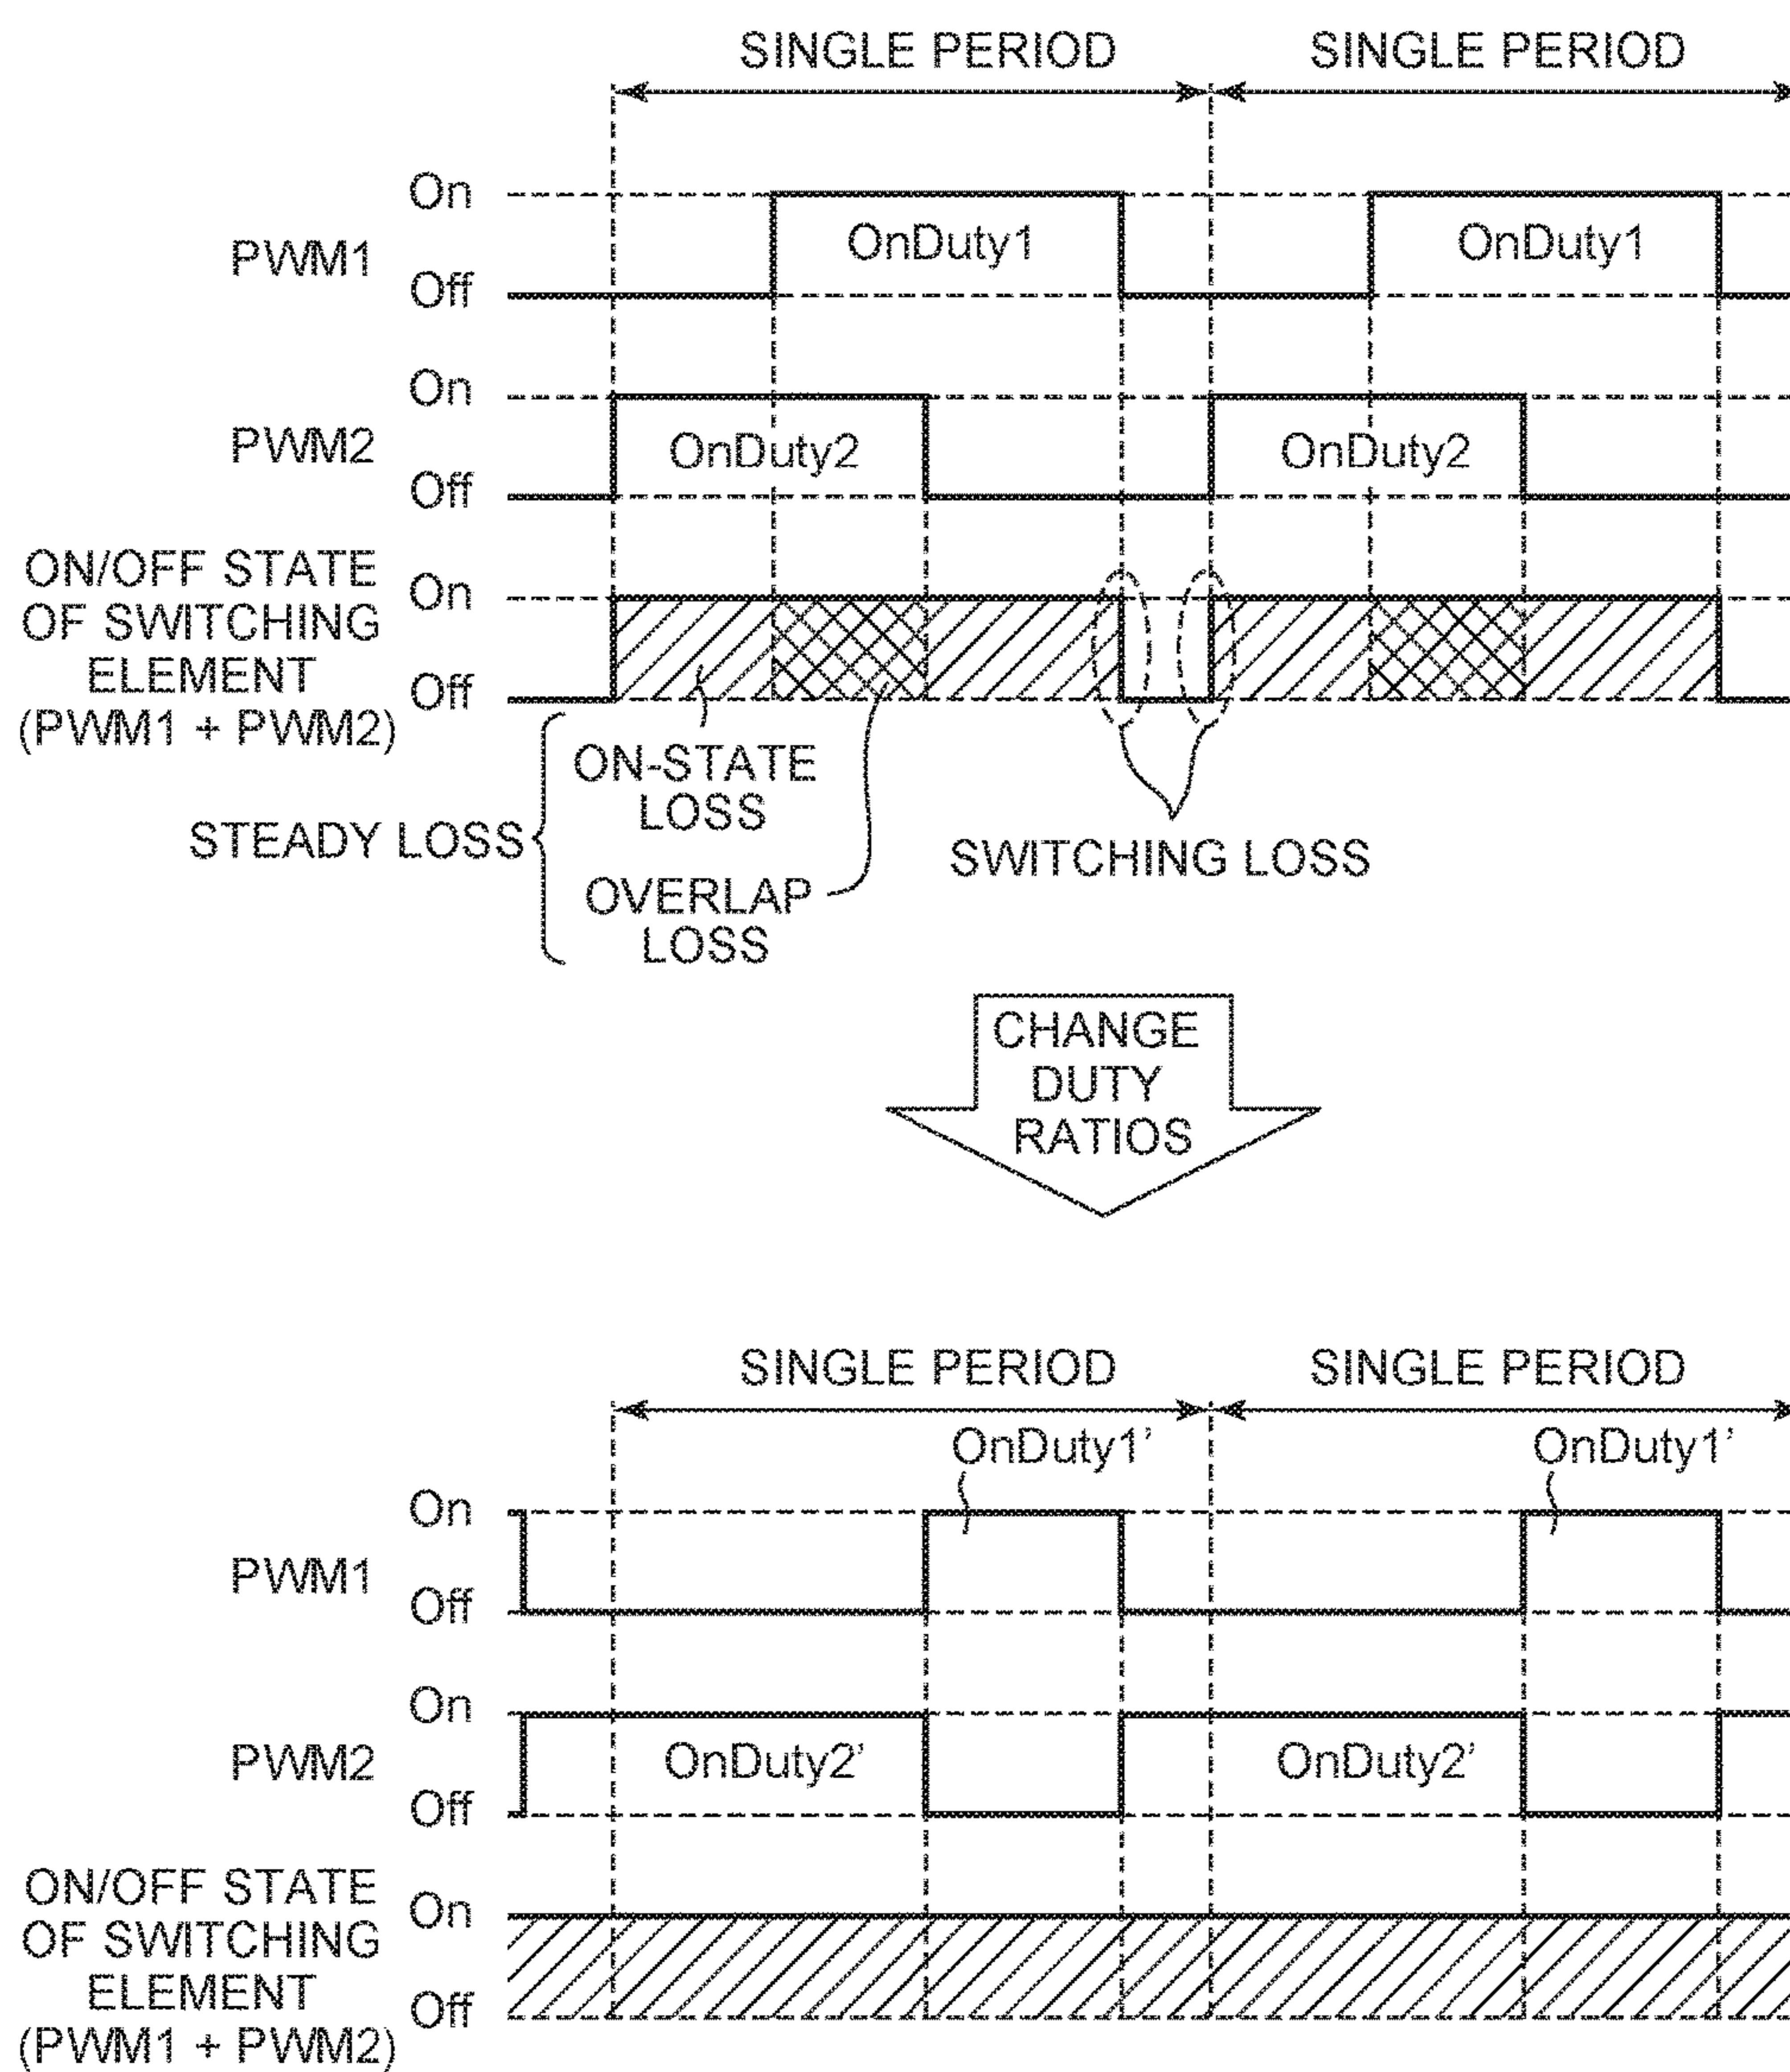 SINGLE PERIOD
SINGLE PERIOD
On
PWM1
OnDuty1
OnDuty1
Off
On
PWM2
OnDuty2
OnDuty2
Off
ON/OFF STATE
OF SWITCHING
ELEMENT
(PWM1 + PWM2)
On
Off
STEADY LOSS
ON-STATE
LOSS
OVERLAP
LOSS
SWITCHING LOSS
CHANGE
DUTY
RATIOS
SINGLE PERIOD
SINGLE PERIOD
OnDuty1'
OnDuty1'
On
PWM1
Off
On
PWM2
OnDuty2'
OnDuty2'
Off
ON/OFF STATE
OF SWITCHING
ELEMENT
(PWM1 + PWM2)
On
Off